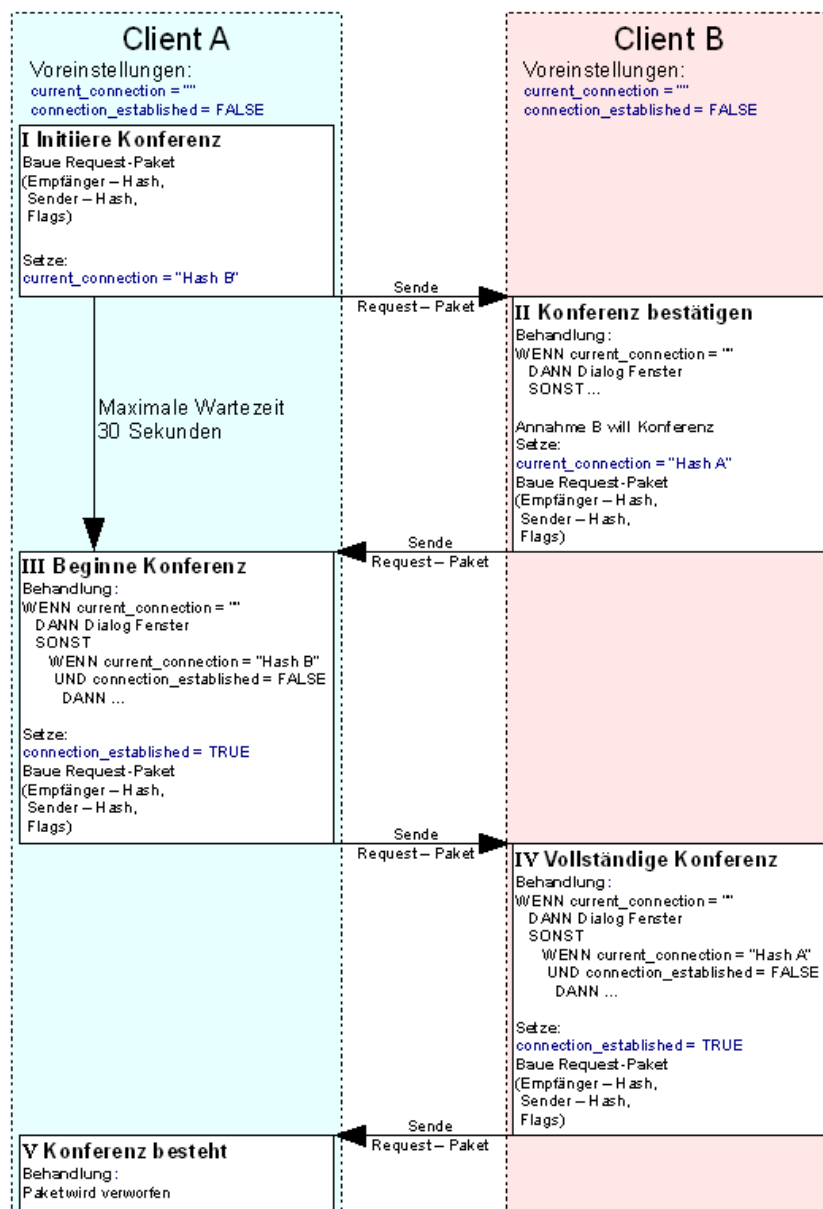 Client A
Voreinstellungen:
current_connection = ""
connection_established = FALSE
I Initiiere Konferenz
Baue Request-Paket
(Empfänger – Hash,
Sender – Hash,
Flags)
Setze:
current_connection = "Hash B"
Maximale Wartezeit
30 Sekunden
Client B
Voreinstellungen:
current_connection = ""
connection_established = FALSE
Sende
Request – Paket
II Konferenz bestätigen
Behandlung:
WENN current_connection = ""
DANN Dialog Fenster
SONST ...
Annahme B will Konferenz
Setze:
current_connection = "Hash A"
Baue Request-Paket
(Empfänger – Hash,
Sender – Hash,
Flags)
Sende
Request – Paket
III Beginne Konferenz
Behandlung:
WENN current_connection = ""
DANN Dialog Fenster
SONST
WENN current_connection = "Hash B"
UND connection_established = FALSE
DANN ...
Setze:
connection_established = TRUE
Baue Request-Paket
(Empfänger – Hash,
Sender – Hash,
Flags)
Sende
Request – Paket
IV Vollständige Konferenz
Behandlung:
WENN current_connection = ""
DANN Dialog Fenster
SONST
WENN current_connection = "Hash A"
UND connection_established = FALSE
DANN ...
Setze:
connection_established = TRUE
Baue Request-Paket
(Empfänger – Hash,
Sender – Hash,
Flags)
Sende
Request – Paket
V Konferenz besteht
Behandlung:
Paket wird verworfen